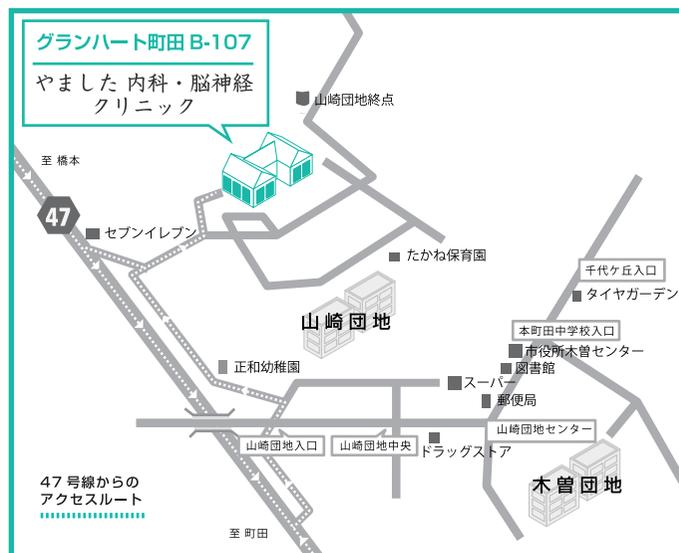 グランハート町田 B-107
やました 内科・脳神経
クリニック
山崎団地終点
至 橋本
47
セブンイレブン
たかね保育園
千代ケ丘入口
タイヤガーデン
山崎団地
本町田中学校入口
市役所木曽センター
図書館
正和幼稚園
スーパー
郵便局
山崎団地センター
山崎団地入口
山崎団地中央
ドラッグストア
木曽団地
47 号線からの
アクセスルート
至 町田